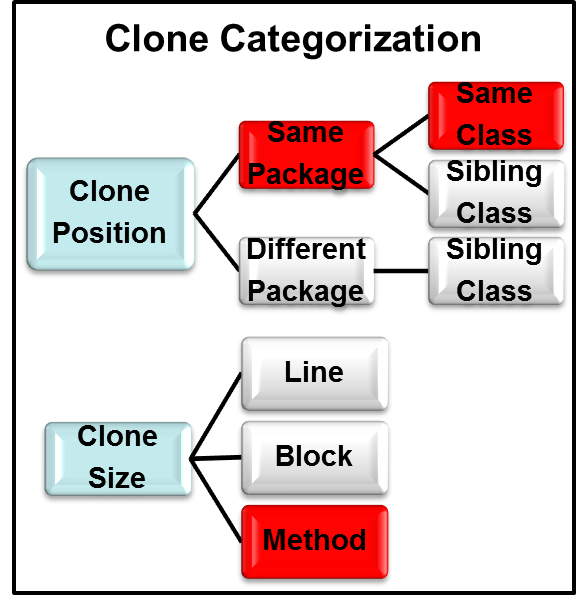 Clone Categorization
Clone
Position
Same
Package
Same
Class
Sibling
Class
Different
Package
Sibling
Class
Clone
Size
Line
Block
Method